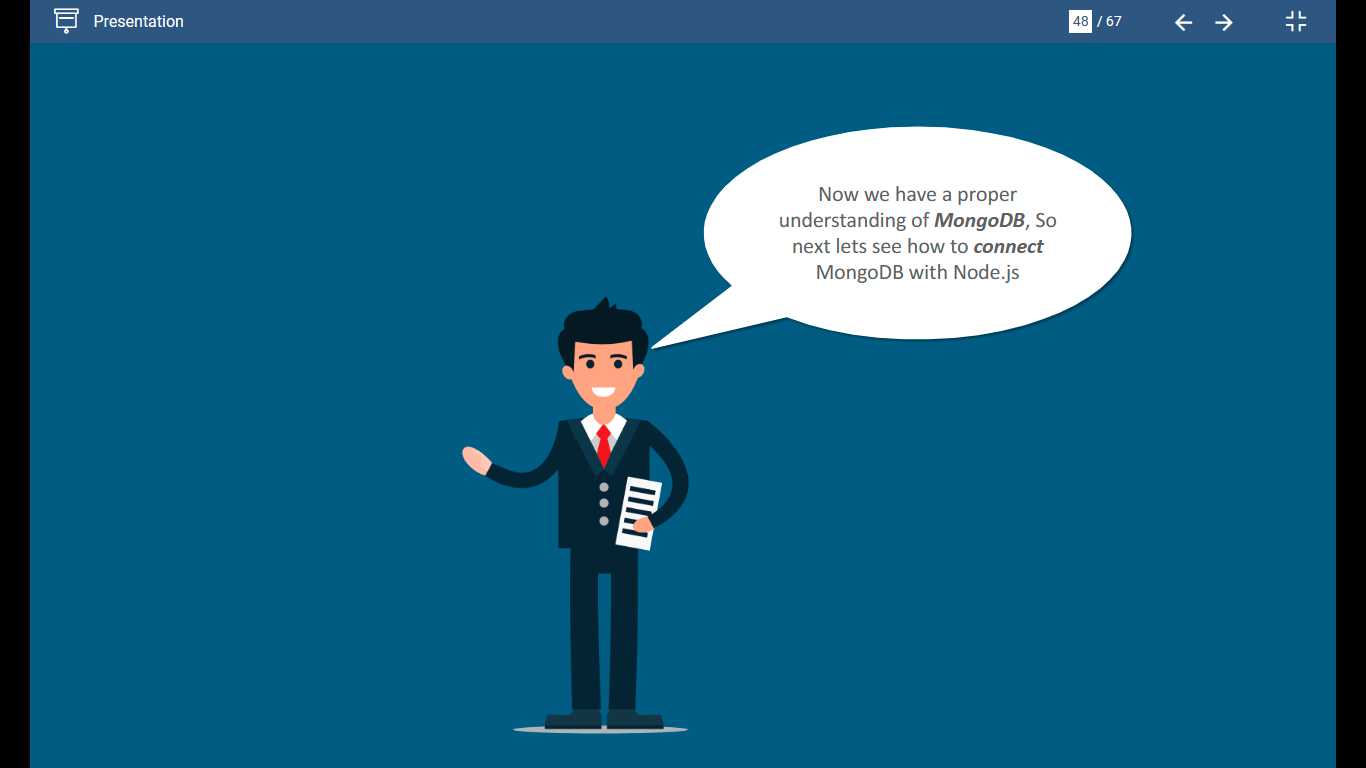 Presentation
48 / 67
Now we have a proper
understanding of MongoDB, So
next lets see how to connect
MongoDB with Node.js